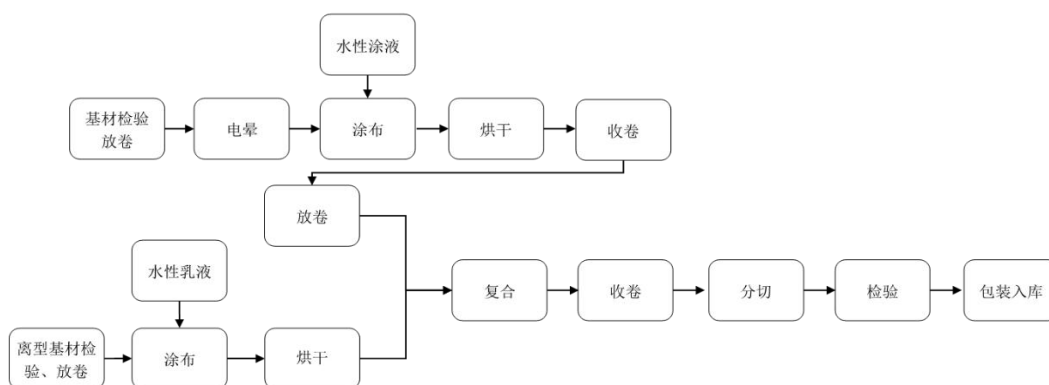 水性涂液
基材检验
放卷
电晕
涂布
烘干
收卷
放卷
水性乳液
复合
收卷
分切
检验
包装入库
离型基材检
验、放卷
涂布
烘干